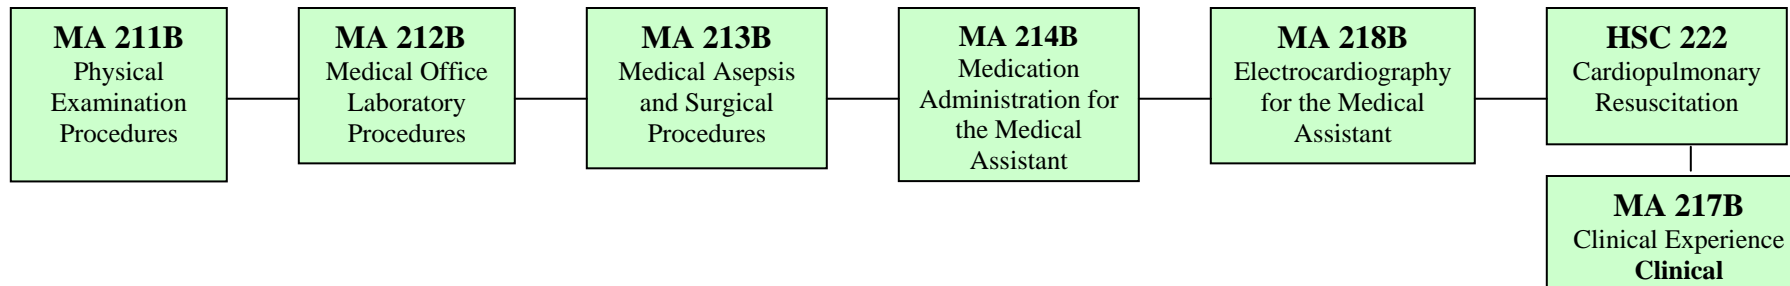 MA 211B
Physical
Examination
Procedures
MA 212B
Medical Office
Laboratory
Procedures
MA 213B
Medical Asepsis
and Surgical
Procedures
MA 214B
Medication
Administration for
the Medical
Assistant
MA 218B
Electrocardiography
for the Medical
Assistant
HSC 222
Cardiopulmonary
Resuscitation
MA 217B
Clinical Experience
Clinical